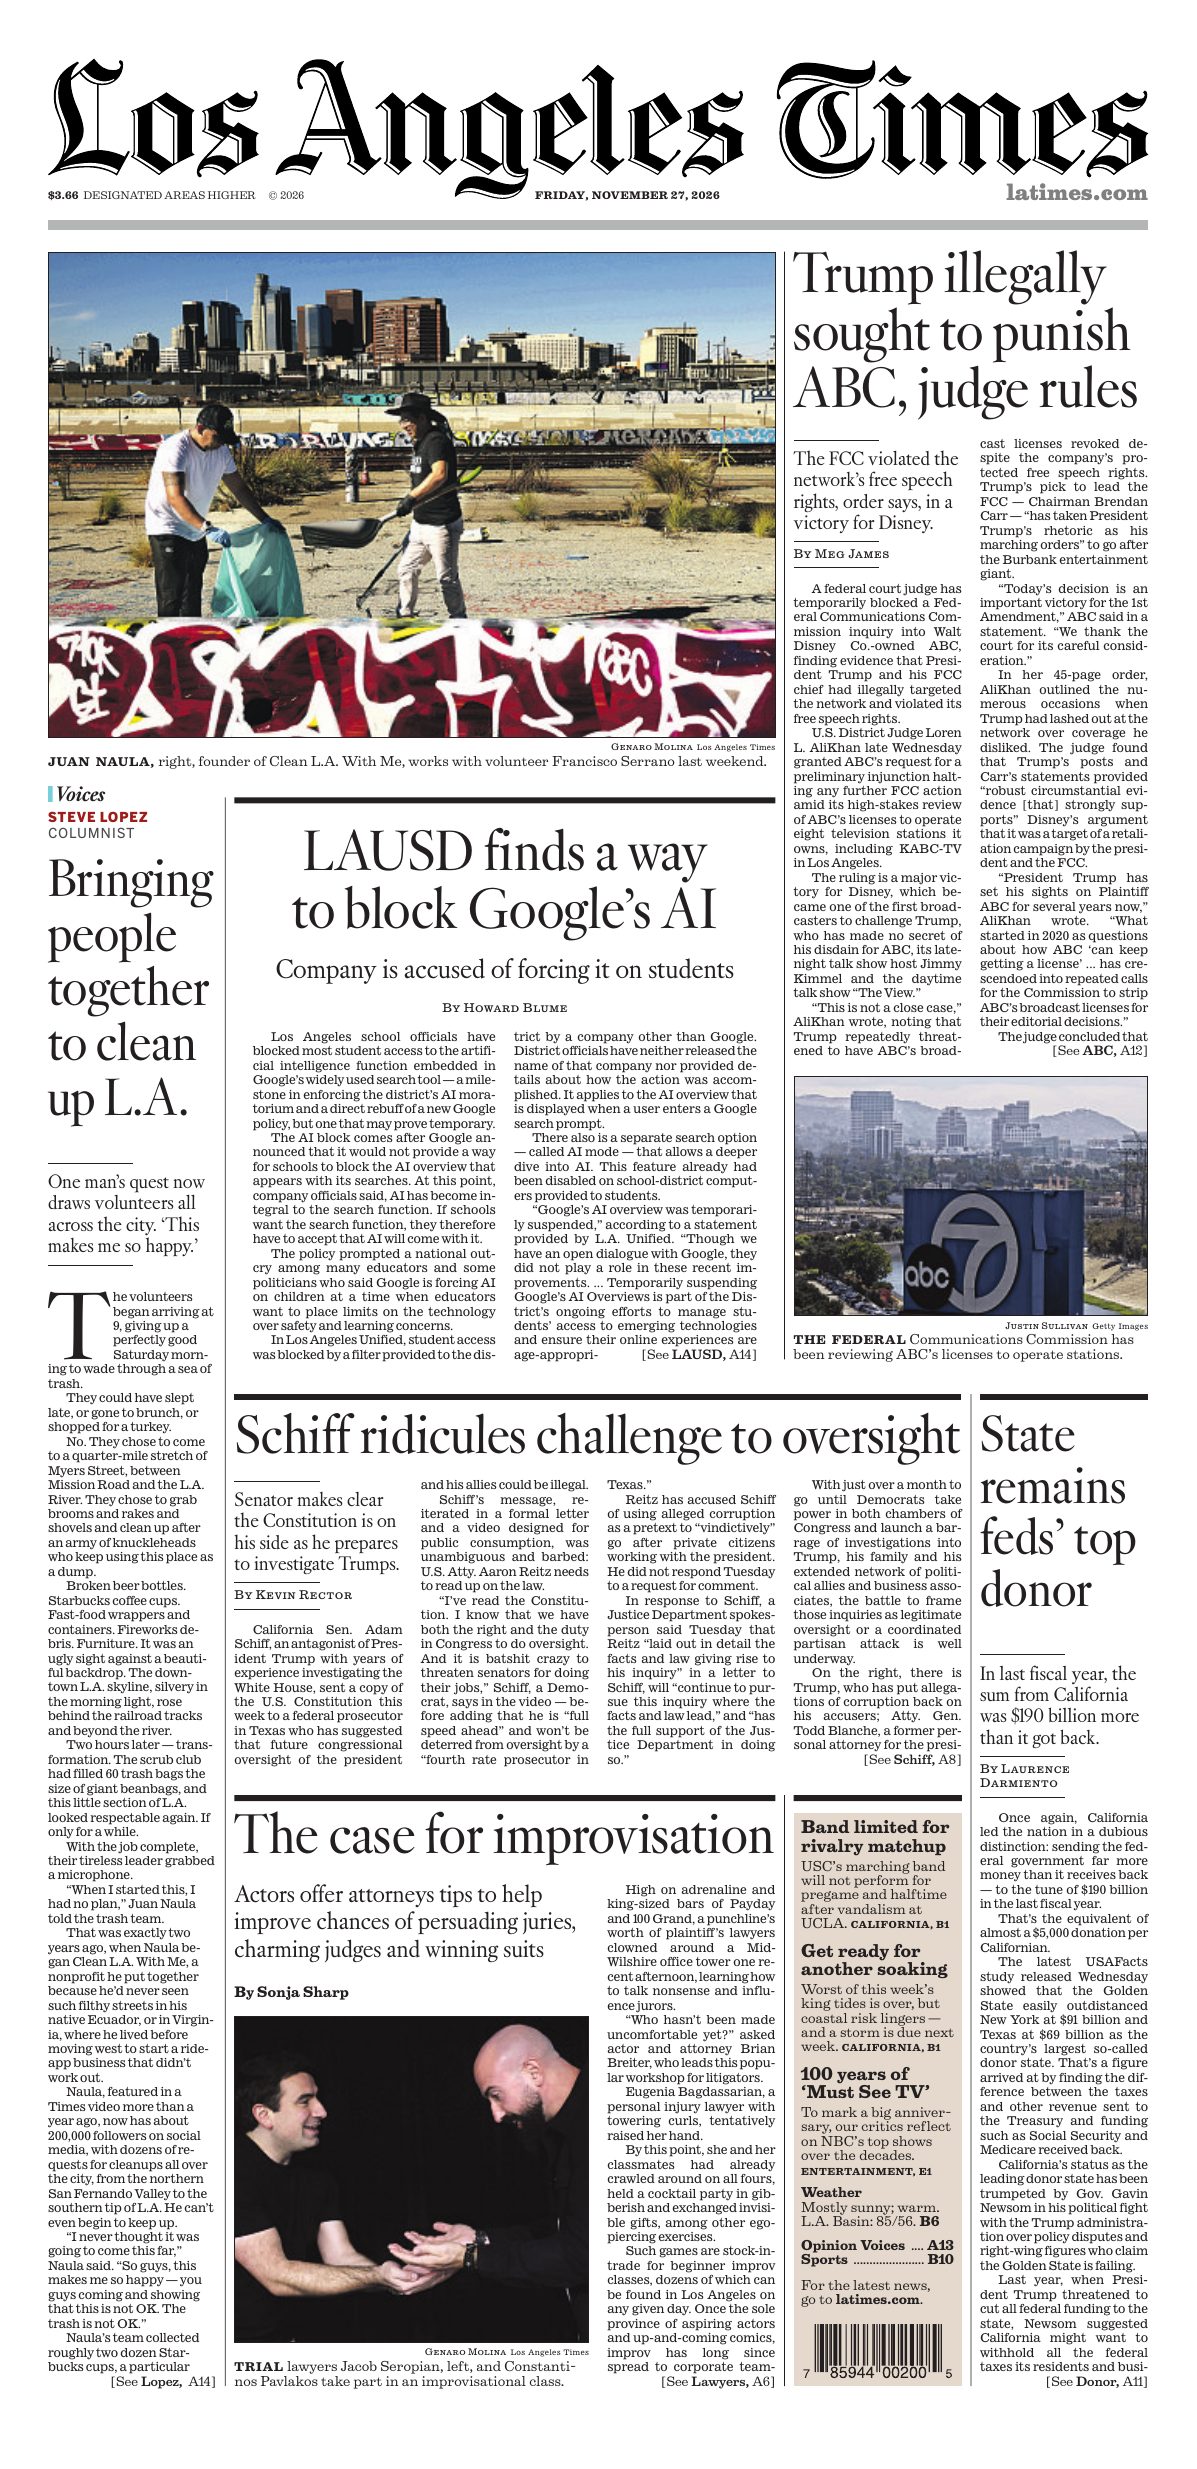 Los Angeles Times
$3.66 DESIGNATED AREAS HIGHER © 2026
FRIDAY, NOVEMBER 27, 2026
latimes.com
GENARO MOLINA Los Angeles Times
JUAN NAULA, right, founder of Clean L.A. With Me, works with volunteer Francisco Serrano last weekend.
Voices
STEVE LOPEZ
COLUMNIST
Bringing
people
together
to clean
up L.A.
One man's quest now
draws volunteers all
across the city. 'This
makes me so happy.'
The volunteers
began arriving at
9, giving up a
perfectly good
Saturday morn-
ing to wade through a sea of
trash.
They could have slept
late, or gone to brunch, or
shopped for a turkey.
No. They chose to come
to a quarter-mile stretch of
Myers Street, between
Mission Road and the L.A.
River. They chose to grab
brooms and rakes and
shovels and clean up after
an army of knuckleheads
who keep using this place as
a dump.
Broken beer bottles.
Starbucks coffee cups.
Fast-food wrappers and
containers. Fireworks de-
bris. Furniture. It was an
ugly sight against a beauti-
ful backdrop. The down-
town L.A. skyline, silvery in
the morning light, rose
behind the railroad tracks
and beyond the river.
Two hours later — trans-
formation. The scrub club
had filled 60 trash bags the
size of giant beanbags, and
this little section of L.A.
looked respectable again. If
only for a while.
With the job complete,
their tireless leader grabbed
a microphone.
"When I started this, I
had no plan," Juan Naula
told the trash team.
That was exactly two
years ago, when Naula be-
gan Clean L.A. With Me, a
nonprofit he put together
because he'd never seen
such filthy streets in his
native Ecuador, or in Virgin-
ia, where he lived before
moving west to start a ride-
app business that didn't
work out.
Naula, featured in a
Times video more than a
year ago, now has about
200,000 followers on social
media, with dozens of re-
quests for cleanups all over
the city, from the northern
San Fernando Valley to the
southern tip of L.A. He can't
even begin to keep up.
"I never thought it was
going to come this far,"
Naula said. "So guys, this
makes me so happy — you
guys coming and showing
that this is not OK. The
trash is not OK."
Naula's team collected
roughly two dozen Star-
bucks cups, a particular
[See Lopez, A14]
LAUSD finds a way
to block Google's AI
Company is accused of forcing it on students
BY HOWARD BLUME
Los Angeles school officials have
blocked most student access to the artifi-
cial intelligence function embedded in
Google's widely used search tool — a mile-
stone in enforcing the district's AI mora-
torium and a direct rebuff of a new Google
policy, but one that may prove temporary.
The AI block comes after Google an-
nounced that it would not provide a way
for schools to block the AI overview that
appears with its searches. At this point,
company officials said, AI has become in-
tegral to the search function. If schools
want the search function, they therefore
have to accept that AI will come with it.
The policy prompted a national out-
cry among many educators and some
politicians who said Google is forcing AI
on children at a time when educators
want to place limits on the technology
over safety and learning concerns.
In Los Angeles Unified, student access
was blocked by a filter provided to the dis-
trict by a company other than Google.
District officials have neither released the
name of that company nor provided de-
tails about how the action was accom-
plished. It applies to the AI overview that
is displayed when a user enters a Google
search prompt.
There also is a separate search option
— called AI mode — that allows a deeper
dive into AI. This feature already had
been disabled on school-district comput-
ers provided to students.
"Google's AI overview was temporari-
ly suspended," according to a statement
provided by L.A. Unified. "Though we
have an open dialogue with Google, they
did not play a role in these recent im-
provements. ... Temporarily suspending
Google's AI Overviews is part of the Dis-
trict's ongoing efforts to manage stu-
dents' access to emerging technologies
and ensure their online experiences are
age-appropri- [See LAUSD, A14]
Trump illegally
sought to punish
ABC, judge rules
The FCC violated the
network's free speech
rights, order says, in a
victory for Disney.
BY MEG JAMES
A federal court judge has
temporarily blocked a Fed-
eral Communications Com-
mission inquiry into Walt
Disney Co.-owned ABC,
finding evidence that Presi-
dent Trump and his FCC
chief had illegally targeted
the network and violated its
free speech rights.
U.S. District Judge Loren
L. AliKhan late Wednesday
granted ABC's request for a
preliminary injunction halt-
ing any further FCC action
amid its high-stakes review
of ABC's licenses to operate
eight television stations it
owns, including KABC-TV
in Los Angeles.
The ruling is a major vic-
tory for Disney, which be-
came one of the first broad-
casters to challenge Trump,
who has made no secret of
his disdain for ABC, its late-
night talk show host Jimmy
Kimmel and the daytime
talk show "The View."
"This is not a close case,"
AliKhan wrote, noting that
Trump repeatedly threat-
ened to have ABC's broad-
cast licenses revoked de-
spite the company's pro-
tected free speech rights.
Trump's pick to lead the
FCC — Chairman Brendan
Carr — "has taken President
Trump's rhetoric as his
marching orders" to go after
the Burbank entertainment
giant.
"Today's decision is an
important victory for the 1st
Amendment," ABC said in a
statement. "We thank the
court for its careful consid-
eration."
In her 45-page order,
AliKhan outlined the nu-
merous occasions when
Trump had lashed out at the
network over coverage he
disliked. The judge found
that Trump's posts and
Carr's statements provided
"robust circumstantial evi-
dence [that] strongly sup-
ports" Disney's argument
that it was a target of a retali-
ation campaign by the presi-
dent and the FCC.
"President Trump has
set his sights on Plaintiff
ABC for several years now,"
AliKhan wrote. "What
started in 2020 as questions
about how ABC 'can keep
getting a license' ... has cre-
scendoed into repeated calls
for the Commission to strip
ABC's broadcast licenses for
their editorial decisions."
The judge concluded that
[See ABC, A12]
abc
7
JUSTIN SULLIVAN Getty Images
THE FEDERAL Communications Commission has
been reviewing ABC's licenses to operate stations.
Schiff ridicules challenge to oversight
Senator makes clear
the Constitution is on
his side as he prepares
to investigate Trumps.
BY KEVIN RECTOR
California Sen. Adam
Schiff, an antagonist of Pres-
ident Trump with years of
experience investigating the
White House, sent a copy of
the U.S. Constitution this
week to a federal prosecutor
in Texas who has suggested
that future congressional
oversight of the president
and his allies could be illegal.
Schiff's message, re-
iterated in a formal letter
and a video designed for
public consumption, was
unambiguous and barbed:
U.S. Atty. Aaron Reitz needs
to read up on the law.
"I've read the Constitu-
tion. I know that we have
both the right and the duty
in Congress to do oversight.
And it is batshit crazy to
threaten senators for doing
their jobs," Schiff, a Demo-
crat, says in the video — be-
fore adding that he is "full
speed ahead" and won't be
deterred from oversight by a
"fourth rate prosecutor in
Texas."
Reitz has accused Schiff
of using alleged corruption
as a pretext to "vindictively"
go after private citizens
working with the president.
He did not respond Tuesday
to a request for comment.
In response to Schiff, a
Justice Department spokes-
person said Tuesday that
Reitz "laid out in detail the
facts and law giving rise to
his inquiry" in a letter to
Schiff, will "continue to pur-
sue this inquiry where the
facts and law lead," and "has
the full support of the Jus-
tice Department in doing
so."
With just over a month to
go until Democrats take
power in both chambers of
Congress and launch a bar-
rage of investigations into
Trump, his family and his
extended network of politi-
cal allies and business asso-
ciates, the battle to frame
those inquiries as legitimate
oversight or a coordinated
partisan attack is well
underway.
On the right, there is
Trump, who has put allega-
tions of corruption back on
his accusers; Atty. Gen.
Todd Blanche, a former per-
sonal attorney for the presi-
[See Schiff, A8]
State
remains
feds' top
donor
In last fiscal year, the
sum from California
was $190 billion more
than it got back.
BY LAURENCE
DARMIENTO
Once again, California
led the nation in a dubious
distinction: sending the fed-
eral government far more
money than it receives back
— to the tune of $190 billion
in the last fiscal year.
That's the equivalent of
almost a $5,000 donation per
Californian.
The latest USAFacts
study released Wednesday
showed that the Golden
State easily outdistanced
New York at $91 billion and
Texas at $69 billion as the
country's largest so-called
donor state. That's a figure
arrived at by finding the dif-
ference between the taxes
and other revenue sent to
the Treasury and funding
such as Social Security and
Medicare received back.
California's status as the
leading donor state has been
trumpeted by Gov. Gavin
Newsom in his political fight
with the Trump administra-
tion over policy disputes and
right-wing figures who claim
the Golden State is failing.
Last year, when Presi-
dent Trump threatened to
cut all federal funding to the
state, Newsom suggested
California might want to
withhold all the federal
taxes its residents and busi-
[See Donor, A11]
The case for improvisation
Actors offer attorneys tips to help
improve chances of persuading juries,
charming judges and winning suits
By Sonja Sharp
GENARO MOLINA Los Angeles Times
TRIAL lawyers Jacob Seropian, left, and Constanti-
nos Pavlakos take part in an improvisational class.
High on adrenaline and
king-sized bars of Payday
and 100 Grand, a punchline's
worth of plaintiff's lawyers
clowned around a Mid-
Wilshire office tower one re-
cent afternoon, learning how
to talk nonsense and influ-
ence jurors.
"Who hasn't been made
uncomfortable yet?" asked
actor and attorney Brian
Breiter, who leads this popu-
lar workshop for litigators.
Eugenia Bagdassarian, a
personal injury lawyer with
towering curls, tentatively
raised her hand.
By this point, she and her
classmates had already
crawled around on all fours,
held a cocktail party in gib-
berish and exchanged invisi-
ble gifts, among other ego-
piercing exercises.
Such games are stock-in-
trade for beginner improv
classes, dozens of which can
be found in Los Angeles on
any given day. Once the sole
province of aspiring actors
and up-and-coming comics,
improv has long since
spread to corporate team-
[See Lawyers, A6]
Band limited for
rivalry matchup
USC's marching band
will not perform for
pregame and halftime
after vandalism at
UCLA. CALIFORNIA, B1
Get ready for
another soaking
Worst of this week's
king tides is over, but
coastal risk lingers —
and a storm is due next
week. CALIFORNIA, B1
100 years of
'Must See TV'
To mark a big anniver-
sary, our critics reflect
on NBC's top shows
over the decades.
ENTERTAINMENT, E1
Weather
Mostly sunny; warm.
L.A. Basin: 85/56. B6
Opinion Voices .... A13
Sports ...................... B10
For the latest news,
go to latimes.com.
7 85944 00200 5